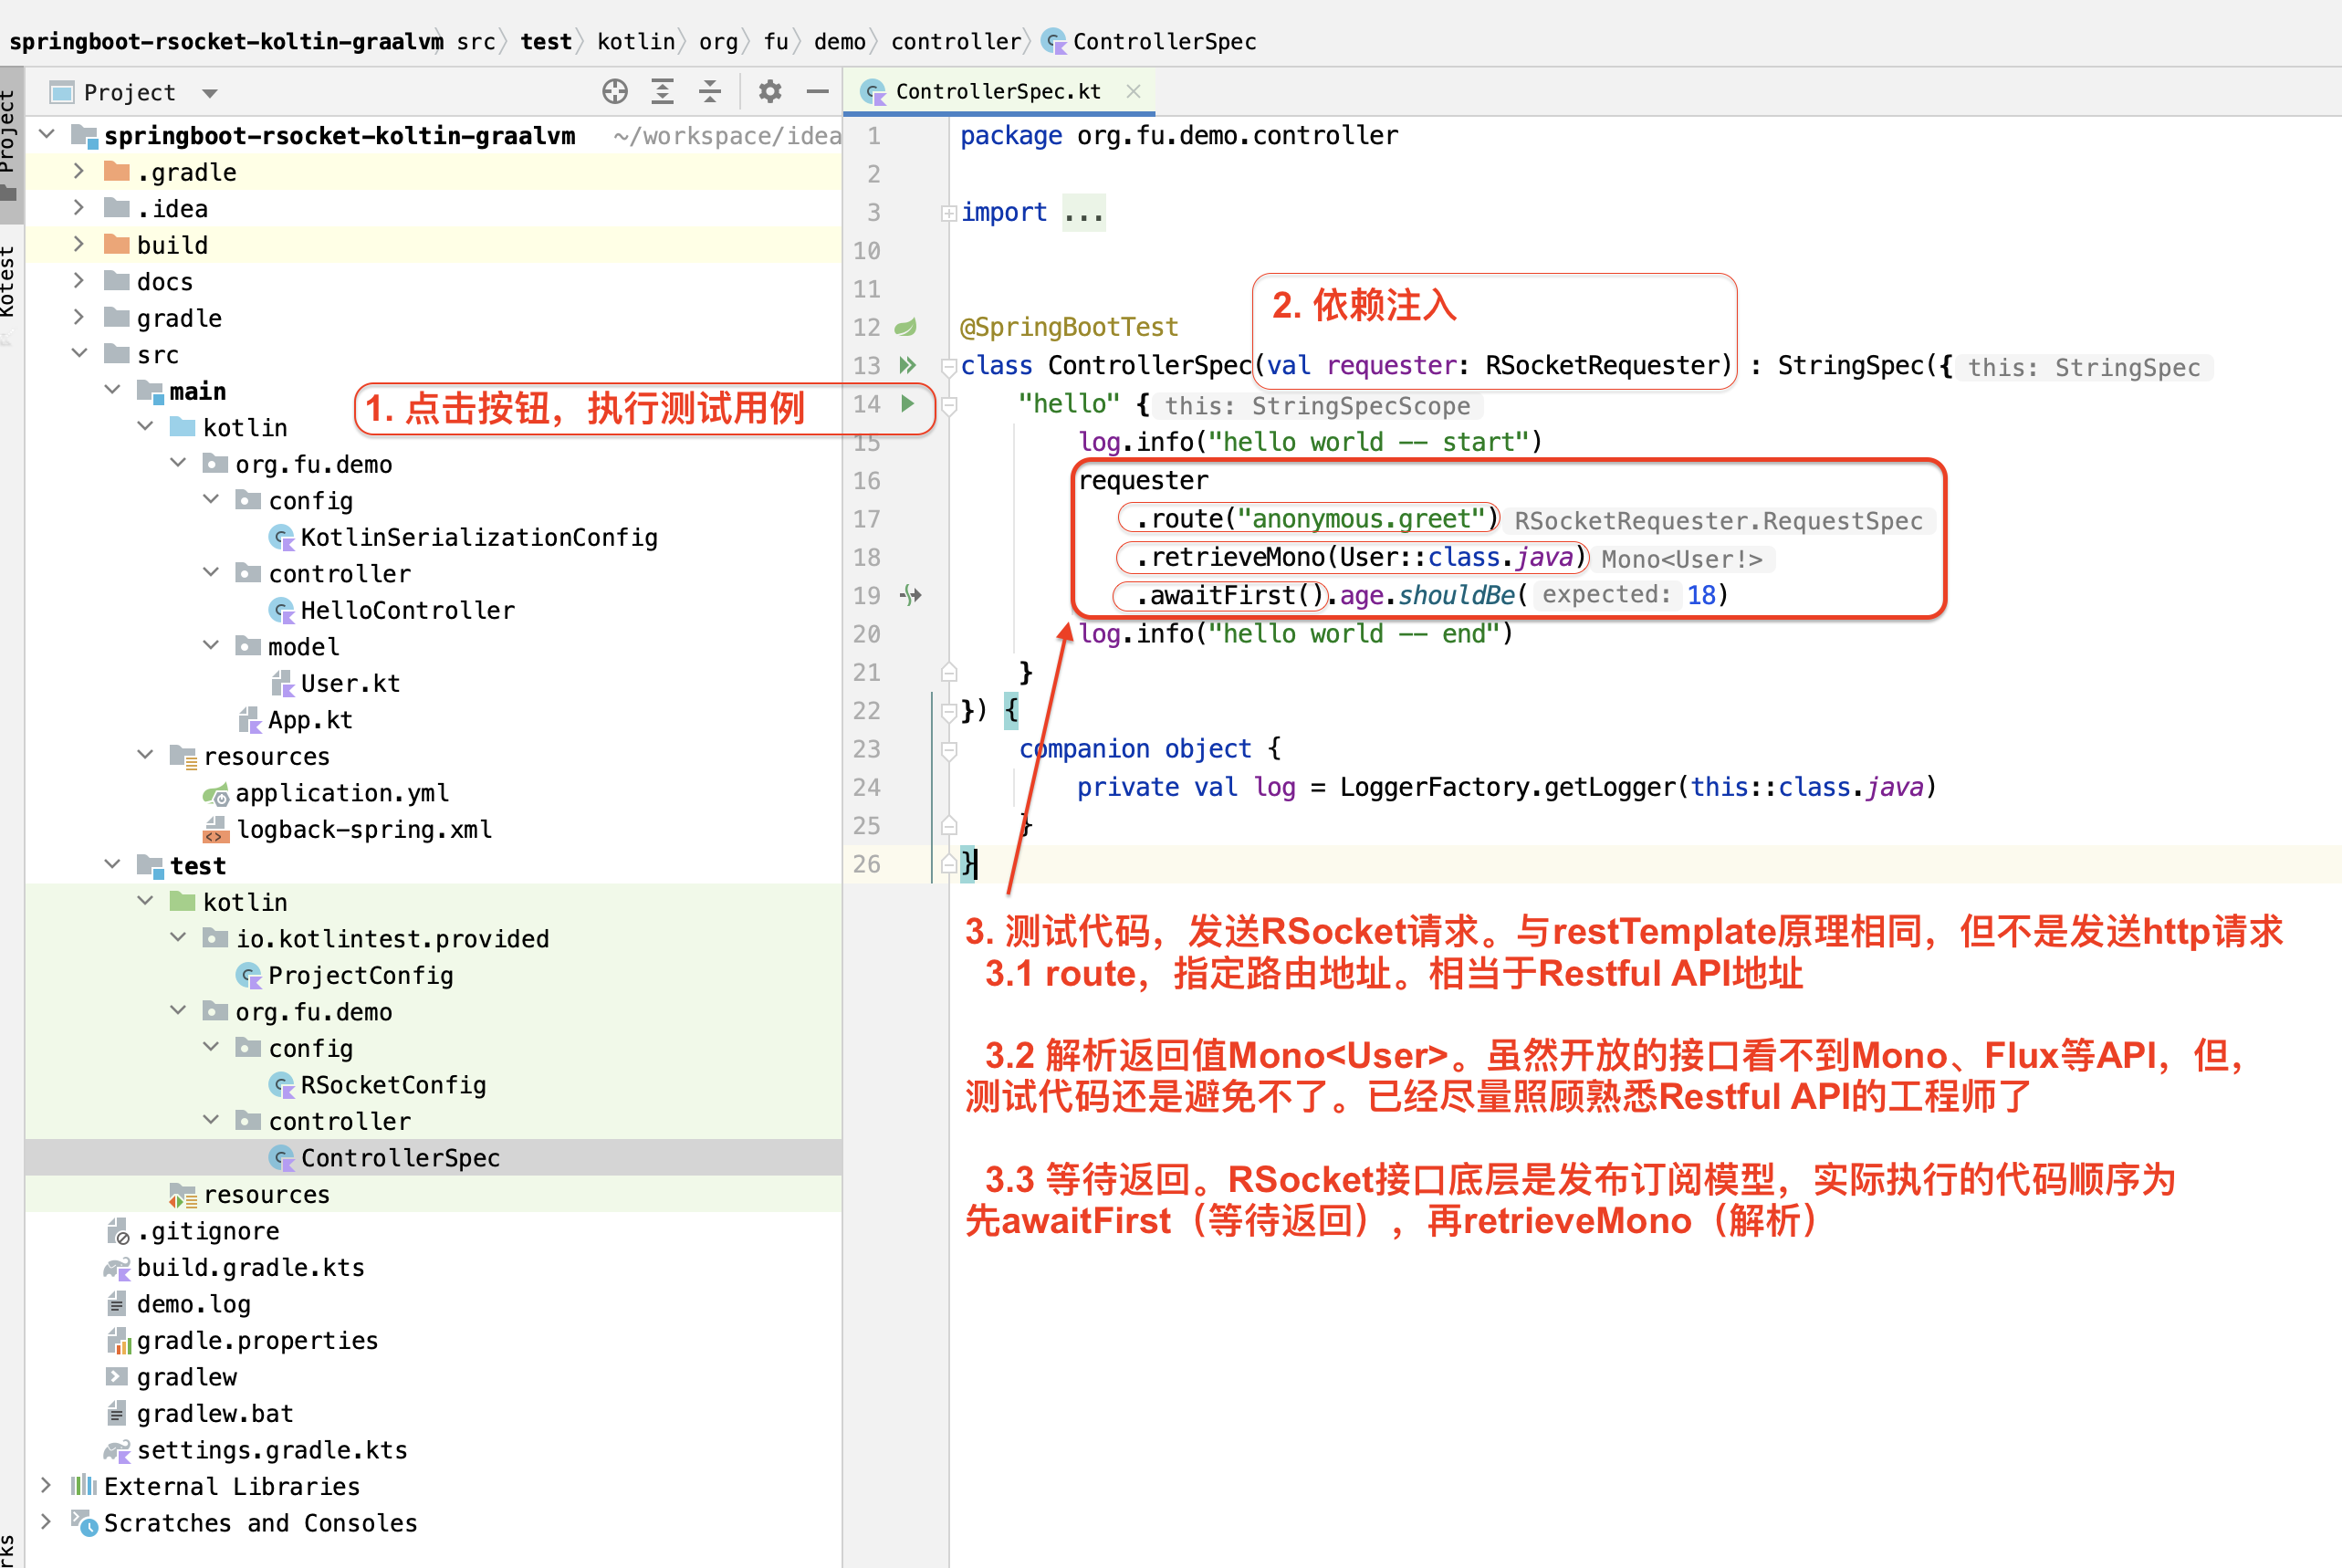 springboot-rsocket-koltin-graalvm src test kotlin org fu demo controller ControllerSpec
Project
Kotest
rks
Project
springboot-rsocket-koltin-graalvm ~/workspace/idea
.gradle
.idea
build
docs
gradle
src
main
kotlin
org.fu.demo
config
KotlinSerializationConfig
controller
HelloController
model
User.kt
App.kt
resources
application.yml
logback-spring.xml
test
kotlin
io.kotlintest.provided
ProjectConfig
org.fu.demo
config
RSocketConfig
controller
ControllerSpec
resources
.gitignore
build.gradle.kts
demo.log
gradle.properties
gradlew
gradlew.bat
settings.gradle.kts
External Libraries
Scratches and Consoles
ControllerSpec.kt
1 package org.fu.demo.controller
2
3 import ...
10
11
2. 依赖注入
12 @SpringBootTest
13 class ControllerSpec(val requester: RSocketRequester) : StringSpec({ this: StringSpec
1. 点击按钮，执行测试用例
14 "hello" { this: StringSpecScope
15 log.info("hello world -- start")
16 requester
17 .route("anonymous.greet") RSocketRequester.RequestSpec
18 .retrieveMono(User::class.java) Mono<User!>
19 .awaitFirst().age.shouldBe( expected: 18)
20 log.info("hello world -- end")
21 }
22 }) {
23 companion object {
24 private val log = LoggerFactory.getLogger(this::class.java)
25 }
26 }
3. 测试代码，发送RSocket请求。与restTemplate原理相同，但不是发送http请求
3.1 route，指定路由地址。相当于Restful API地址
3.2 解析返回值Mono<User>。虽然开放的接口看不到Mono、Flux等API，但，
测试代码还是避免不了。已经尽量照顾熟悉Restful API的工程师了
3.3 等待返回。RSocket接口底层是发布订阅模型，实际执行的代码顺序为
先awaitFirst（等待返回），再retrieveMono（解析）